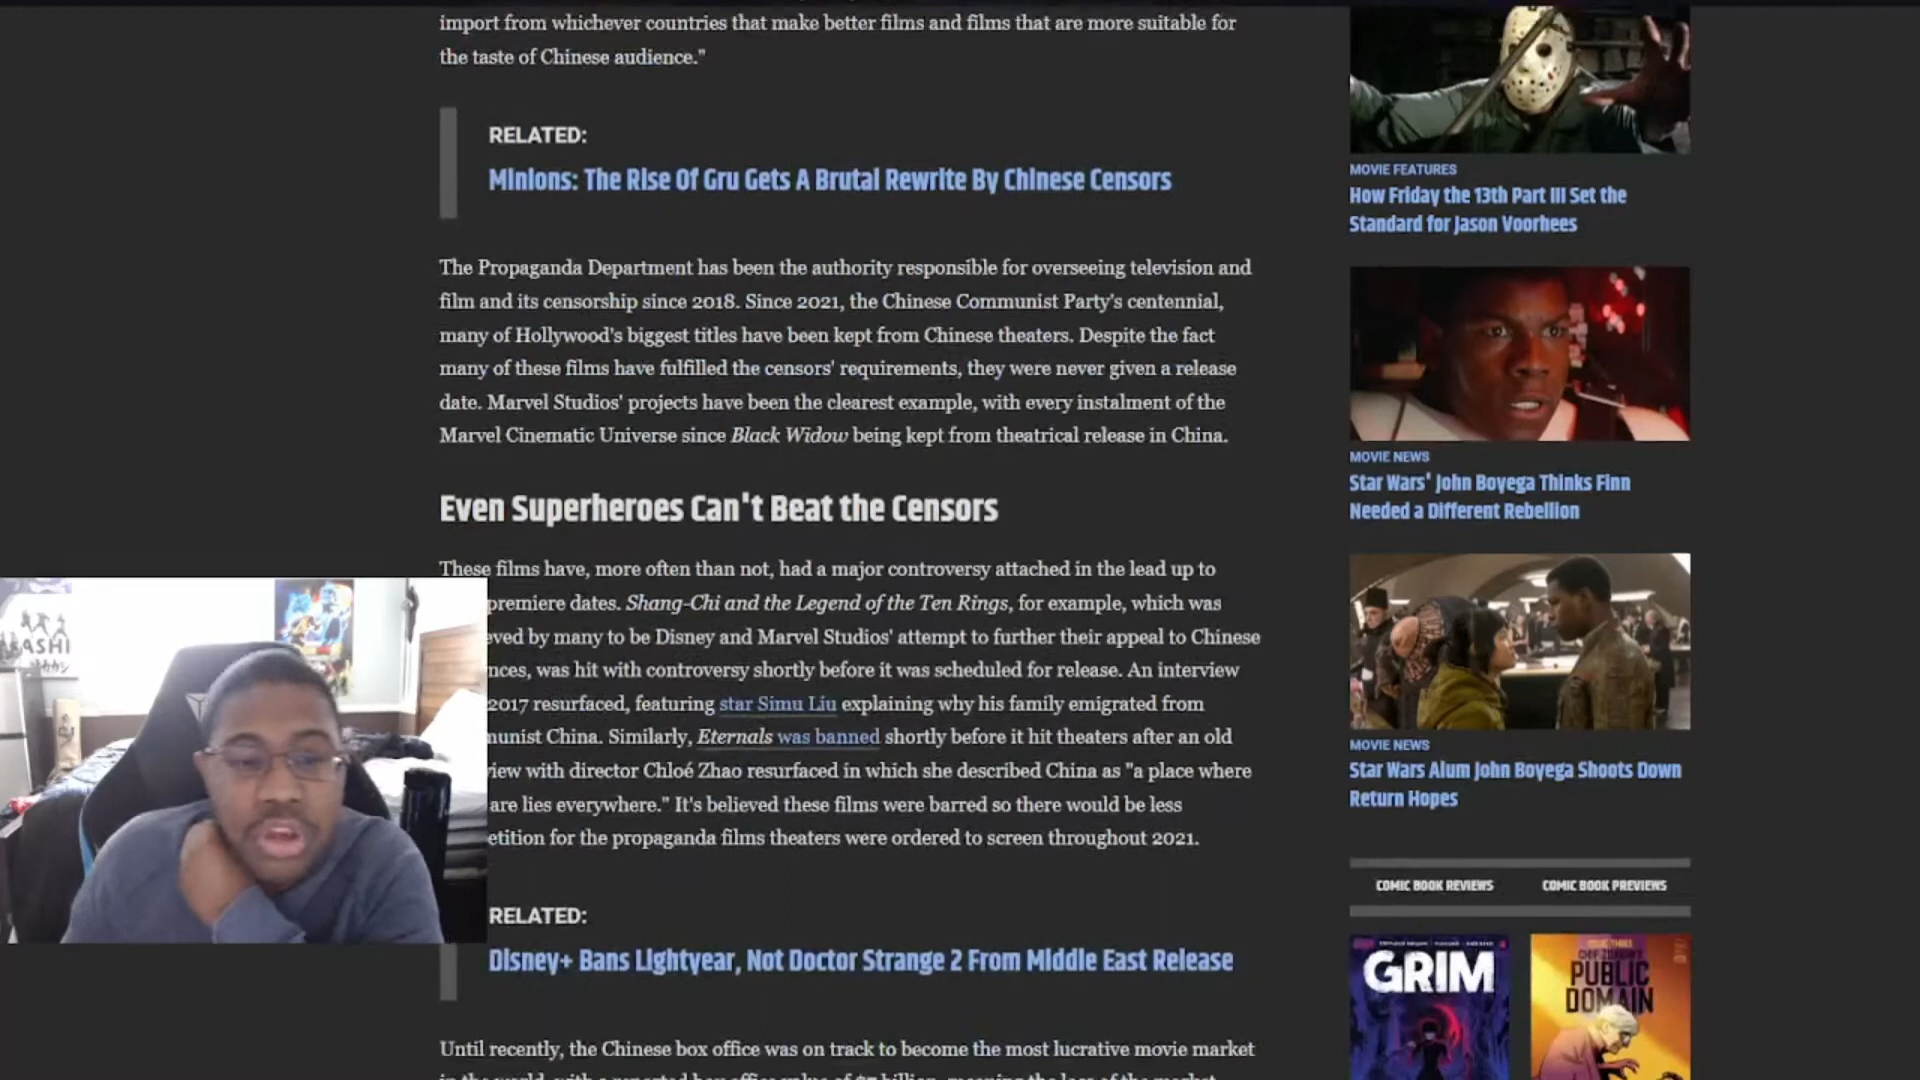 import from whichever countries that make better films and films that are more suitable for
the taste of Chinese audience."
RELATED:
Minions: The Rise Of Gru Gets A Brutal Rewrite By Chinese Censors
The Propaganda Department has been the authority responsible for overseeing television and
film and its censorship since 2018. Since 2021, the Chinese Communist Party's centennial,
many of Hollywood's biggest titles have been kept from Chinese theaters. Despite the fact
many of these films have fulfilled the censors' requirements, they were never given a release
date. Marvel Studios' projects have been the clearest example, with every instalment of the
Marvel Cinematic Universe since Black Widow being kept from theatrical release in China.
Even Superheroes Can't Beat the Censors
These films have, more often than not, had a major controversy attached in the lead up to
premiere dates. Shang-Chi and the Legend of the Ten Rings, for example, which was
eved by many to be Disney and Marvel Studios' attempt to further their appeal to Chinese
nces, was hit with controversy shortly before it was scheduled for release. An interview
2017 resurfaced, featuring star Simu Liu explaining why his family emigrated from
munist China. Similarly, Eternals was banned shortly before it hit theaters after an old
iew with director Chloé Zhao resurfaced in which she described China as "a place where
are lies everywhere." It's believed these films were barred so there would be less
etition for the propaganda films theaters were ordered to screen throughout 2021.
RELATED:
Disney+ Bans Lightyear, Not Doctor Strange 2 From Middle East Release
Until recently, the Chinese box office was on track to become the most lucrative movie market
MOVIE FEATURES
How Friday the 13th Part III Set the
Standard for Jason Voorhees
MOVIE NEWS
Star Wars' John Boyega Thinks Finn
Needed a Different Rebellion
MOVIE NEWS
Star Wars Alum John Boyega Shoots Down
Return Hopes
COMIC BOOK REVIEWS
COMIC BOOK PREVIEWS
GRIM
PUBLIC
DOMAIN
ASHI